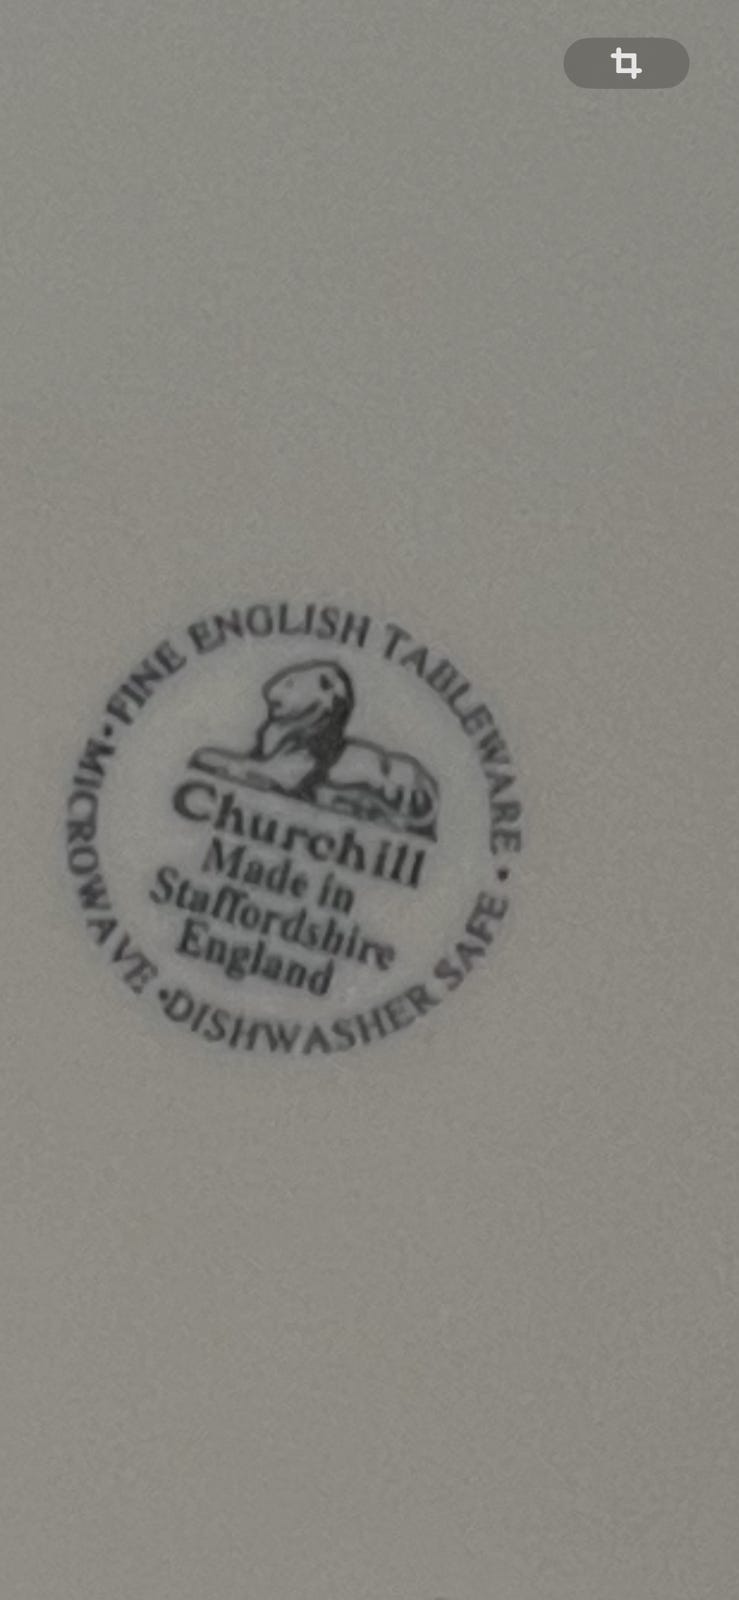 •FINE ENGLISH TABLEWARE•
MICROWAVE•DISHWASHER SAFE
Churchill
Made in
Staffordshire
England